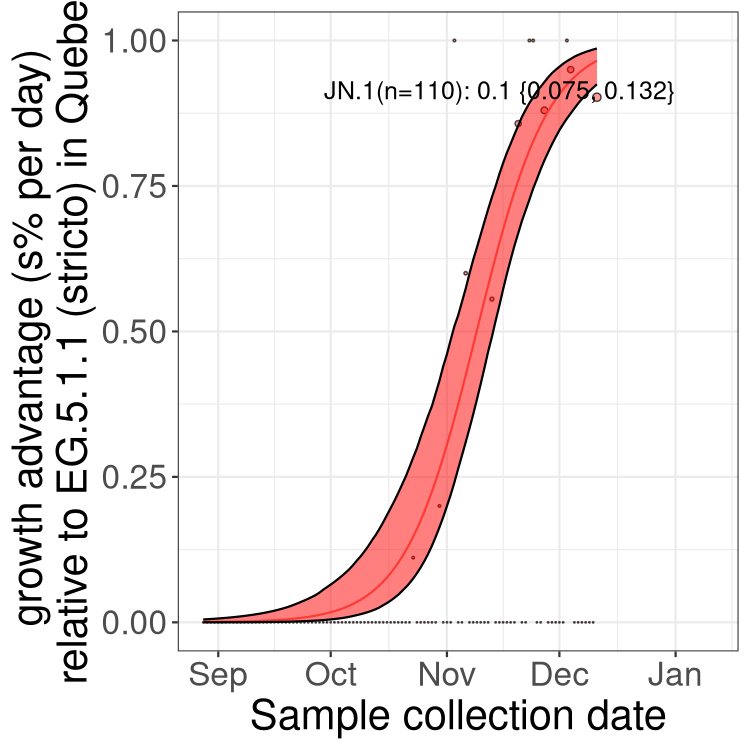 growth advantage (s% per day)
relative to EG.5.1.1 (stricto) in Quebe
1.00
0.75
0.50
0.25
0.00
JN.1(n=110): 0.1 {0.075, 0.132}
Sep Oct Nov Dec Jan
Sample collection date